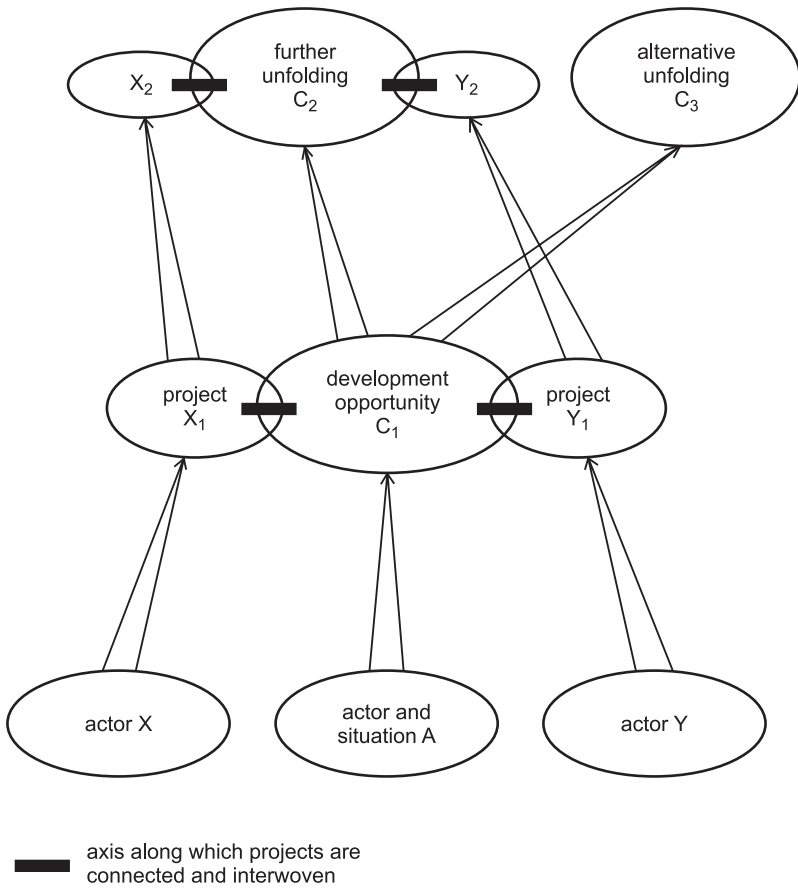 X₂
further
unfolding
C₂
Y₂
alternative
unfolding
C₃
project
X₁
development
opportunity
C₁
project
Y₁
actor X
actor and
situation A
actor Y
axis along which projects are
connected and interwoven